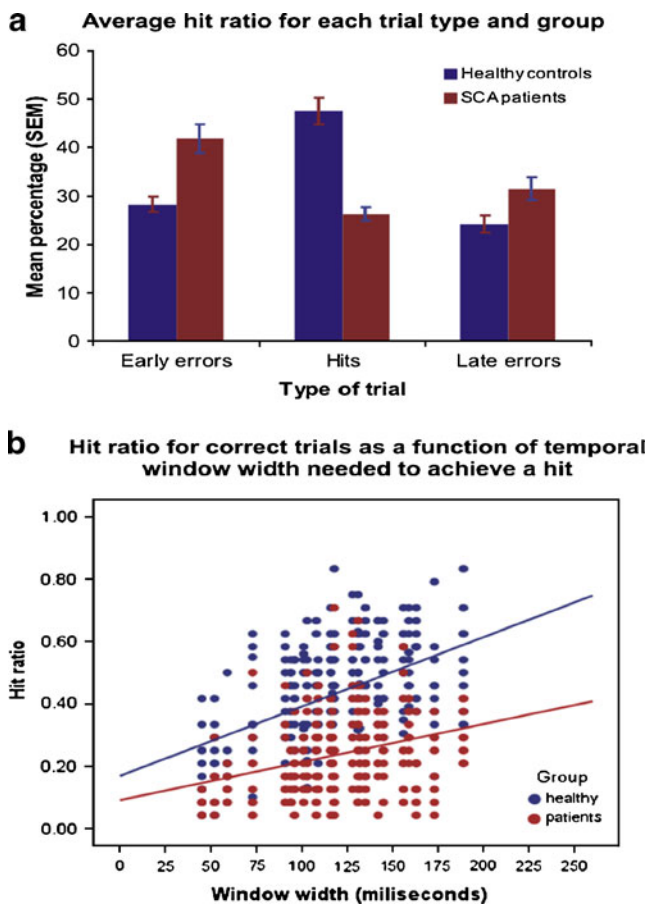 a
Average hit ratio for each trial type and group
60
50
40
30
20
10
0
Mean percentage (SEM)
Healthy controls
SCA patients
Early errors
Hits
Late errors
Type of trial
b
Hit ratio for correct trials as a function of temporal
window width needed to achieve a hit
1.00
0.80
0.60
0.40
0.20
0.00
Hit ratio
Group
healthy
patients
0 25 50 75 100 125 150 175 200 225 250
Window width (miliseconds)